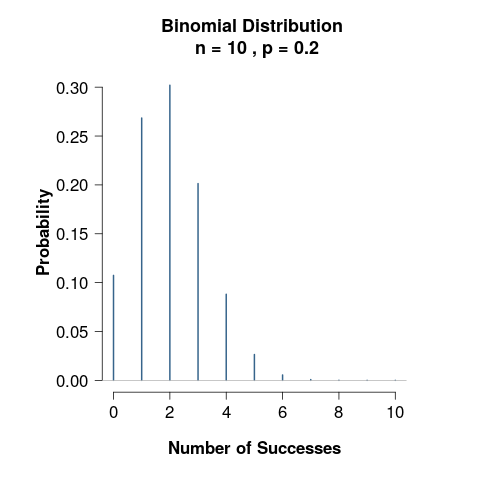 Binomial Distribution
n = 10 , p = 0.2
Probability
0.30
0.25
0.20
0.15
0.10
0.05
0.00
0 2 4 6 8 10
Number of Successes